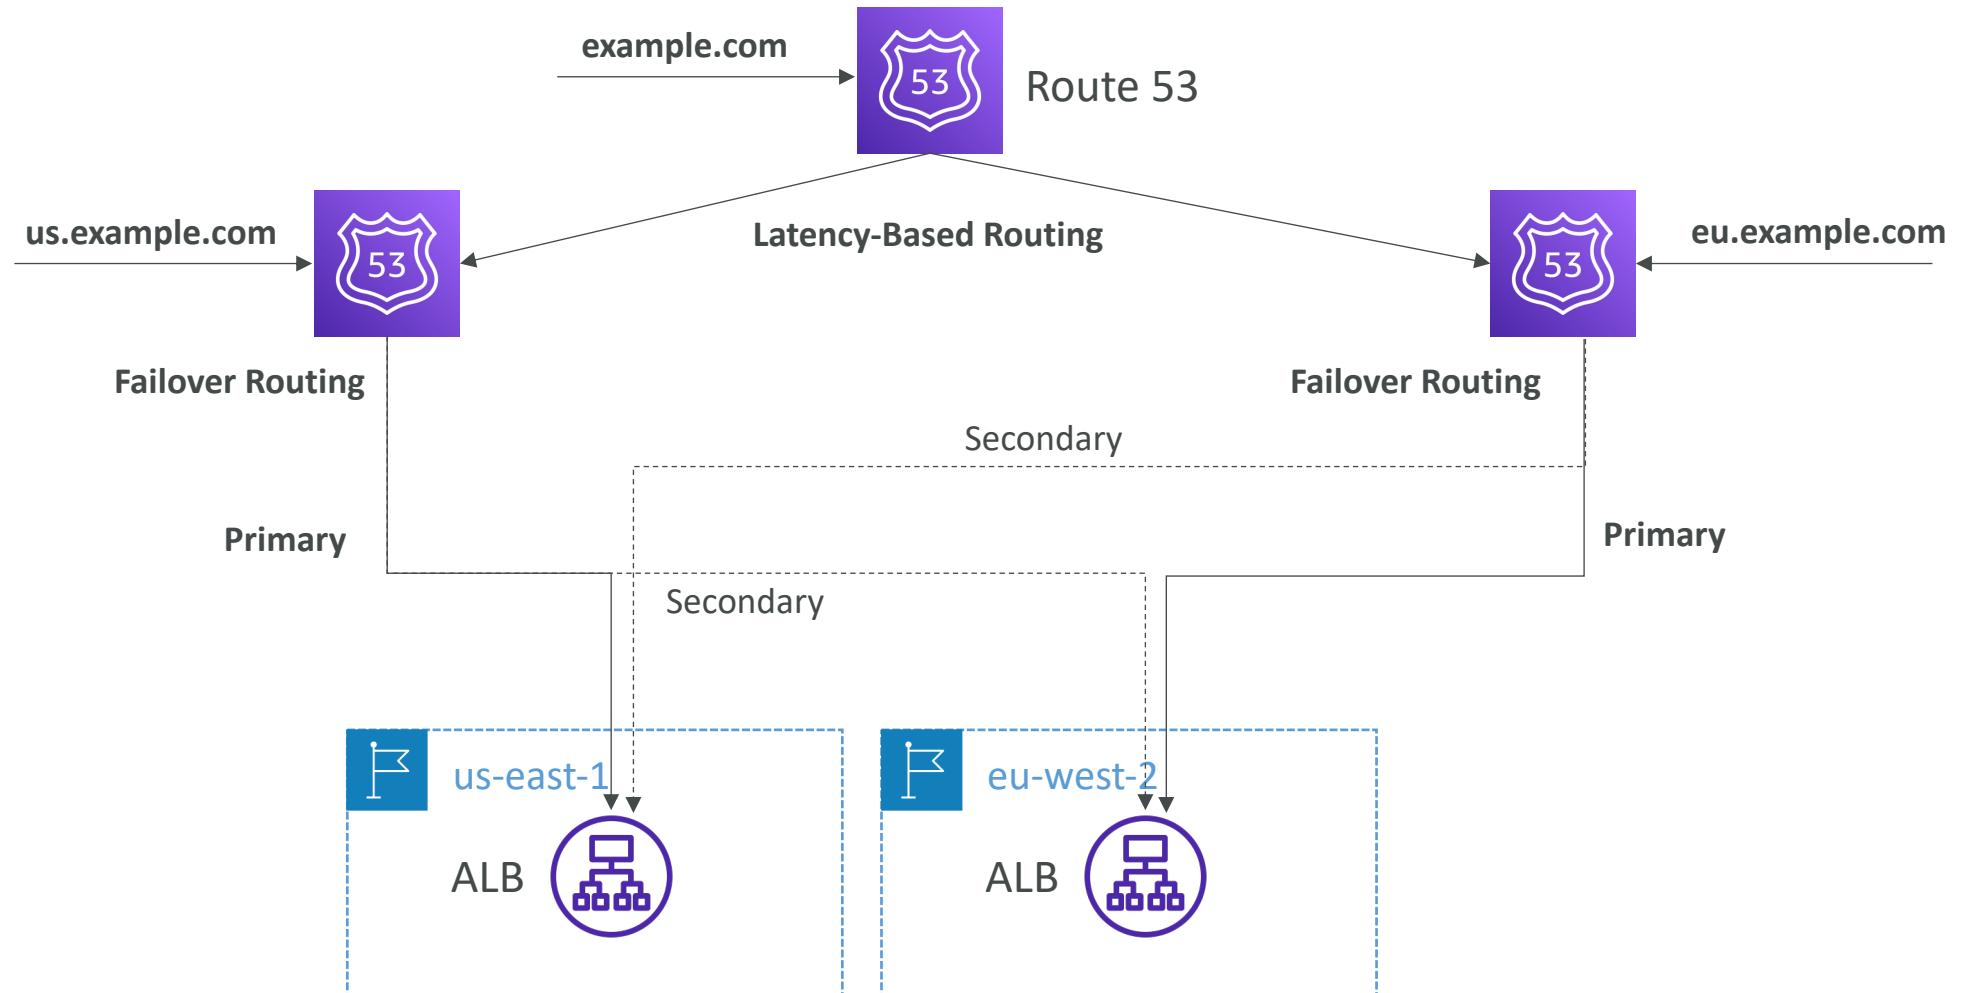 example.com
53
Route 53
us.example.com
53
Latency-Based Routing
53
eu.example.com
Failover Routing
Failover Routing
Secondary
Primary
Primary
Secondary
us-east-1
eu-west-2
ALB
ALB